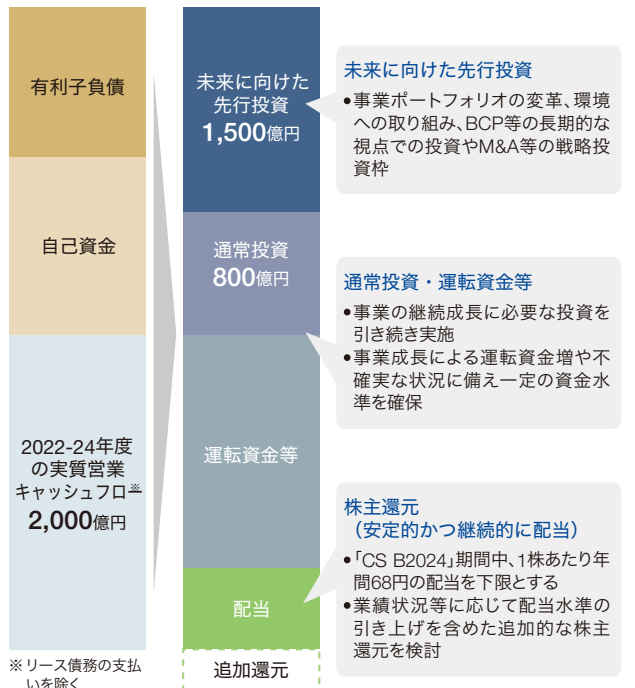 有利子負債
自己資金
2022-24年度
の実質営業
キャッシュフロー※
2,000億円
※リース債務の支払
いを除く
未来に向けた
先行投資
1,500億円
通常投資
800億円
運転資金等
配当
追加還元
未来に向けた先行投資
•事業ポートフォリオの変革、環境
への取り組み、BCP等の長期的な
視点での投資やM&A等の戦略投
資枠
通常投資・運転資金等
•事業の継続成長に必要な投資を
引き続き実施
•事業成長による運転資金増や不
確実な状況に備え一定の資金水
準を確保
株主還元
（安定的かつ継続的に配当）
•「CS B2024」期間中、1株あたり年
間68円の配当を下限とする
•業績状況等に応じて配当水準の
引き上げを含めた追加的な株主
還元を検討